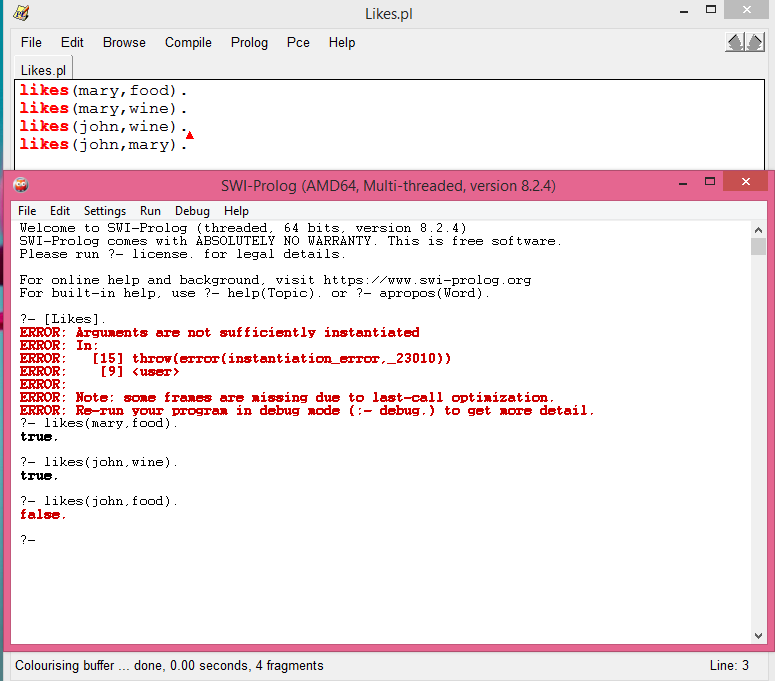 Likes.pl
File Edit Browse Compile Prolog Pce Help
Likes.pl
likes(mary,food).
likes(mary,wine).
likes(john,wine).
likes(john,mary).
SWI-Prolog (AMD64, Multi-threaded, version 8.2.4)
File Edit Settings Run Debug Help
Welcome to SWI-Prolog (threaded, 64 bits, version 8.2.4)
SWI-Prolog comes with ABSOLUTELY NO WARRANTY. This is free software.
Please run ?- license. for legal details.
For online help and background, visit https://www.swi-prolog.org
For built-in help, use ?- help(Topic). or ?- apropos(Word).
?- [Likes].
ERROR: Arguments are not sufficiently instantiated
ERROR: In:
ERROR:   [15] throw(error(instantiation_error,_23010))
ERROR:    [9] <user>
ERROR:
ERROR: Note: some frames are missing due to last-call optimization.
ERROR: Re-run your program in debug mode (:- debug.) to get more detail.
?- likes(mary,food).
true.
?- likes(john,wine).
true.
?- likes(john,food).
false.
?-
Colourising buffer ... done, 0.00 seconds, 4 fragments Line: 3